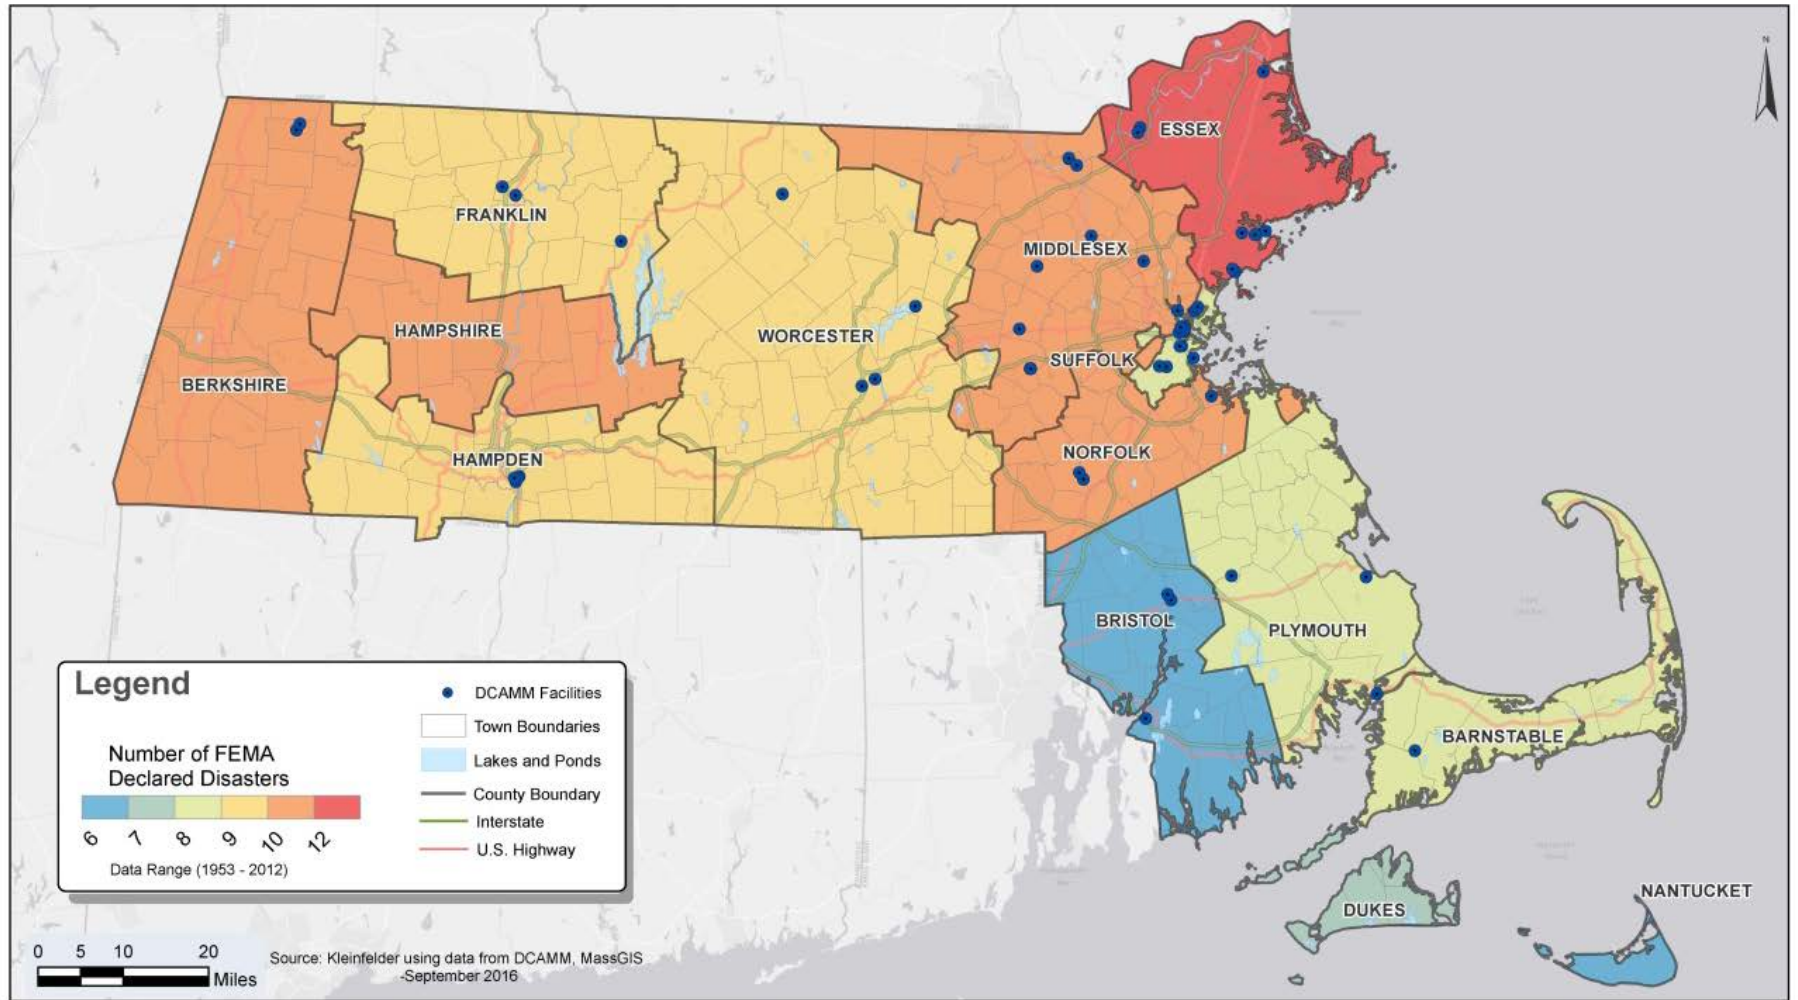 N
ESSEX
FRANKLIN
MIDDLESEX
HAMPSHIRE
WORCESTER
SUFFOLK
BERKSHIRE
HAMPDEN
NORFOLK
BRISTOL
PLYMOUTH
BARNSTABLE
NANTUCKET
DUKES
Legend
Number of FEMA
Declared Disasters
6 7 8 9 10 12
Data Range (1953 - 2012)
DCAMM Facilities
Town Boundaries
Lakes and Ponds
County Boundary
Interstate
U.S. Highway
0 5 10 20
Miles
Source: Kleinfelder using data from DCAMM, MassGIS
-September 2016